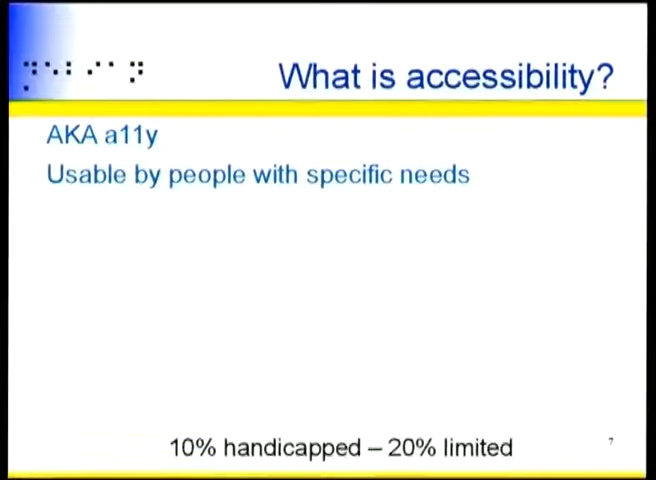 What is accessibility?
AKA a11y
Usable by people with specific needs
10% handicapped – 20% limited
7